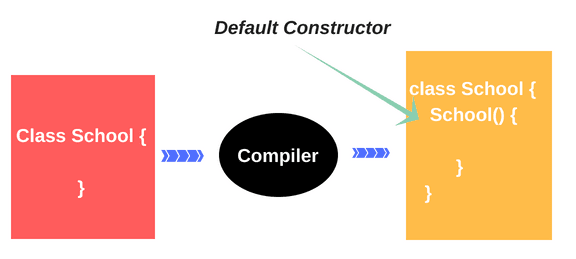 Default Constructor
Class School {
}
Compiler
class School {
School() {
}
}